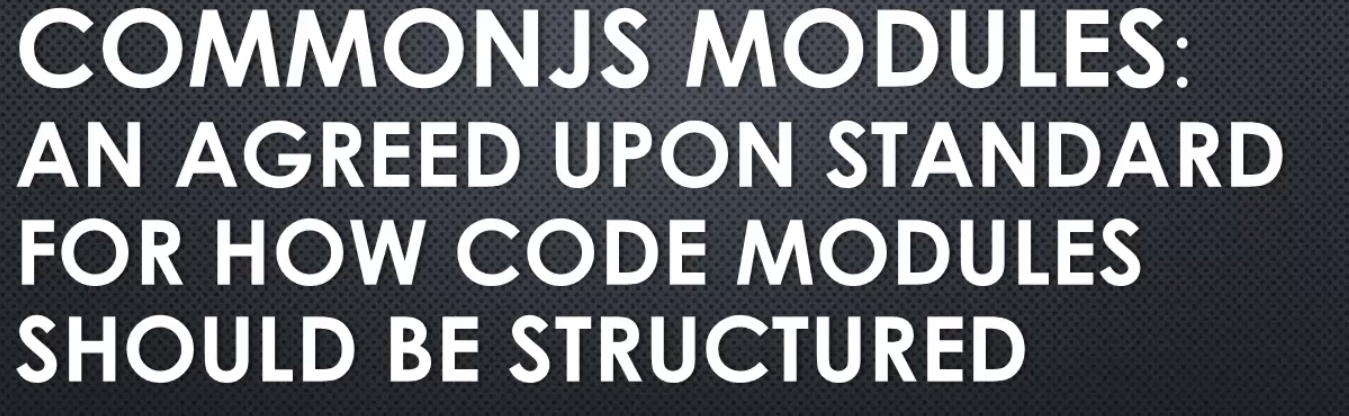 COMMONJS MODULES:
AN AGREED UPON STANDARD
FOR HOW CODE MODULES
SHOULD BE STRUCTURED